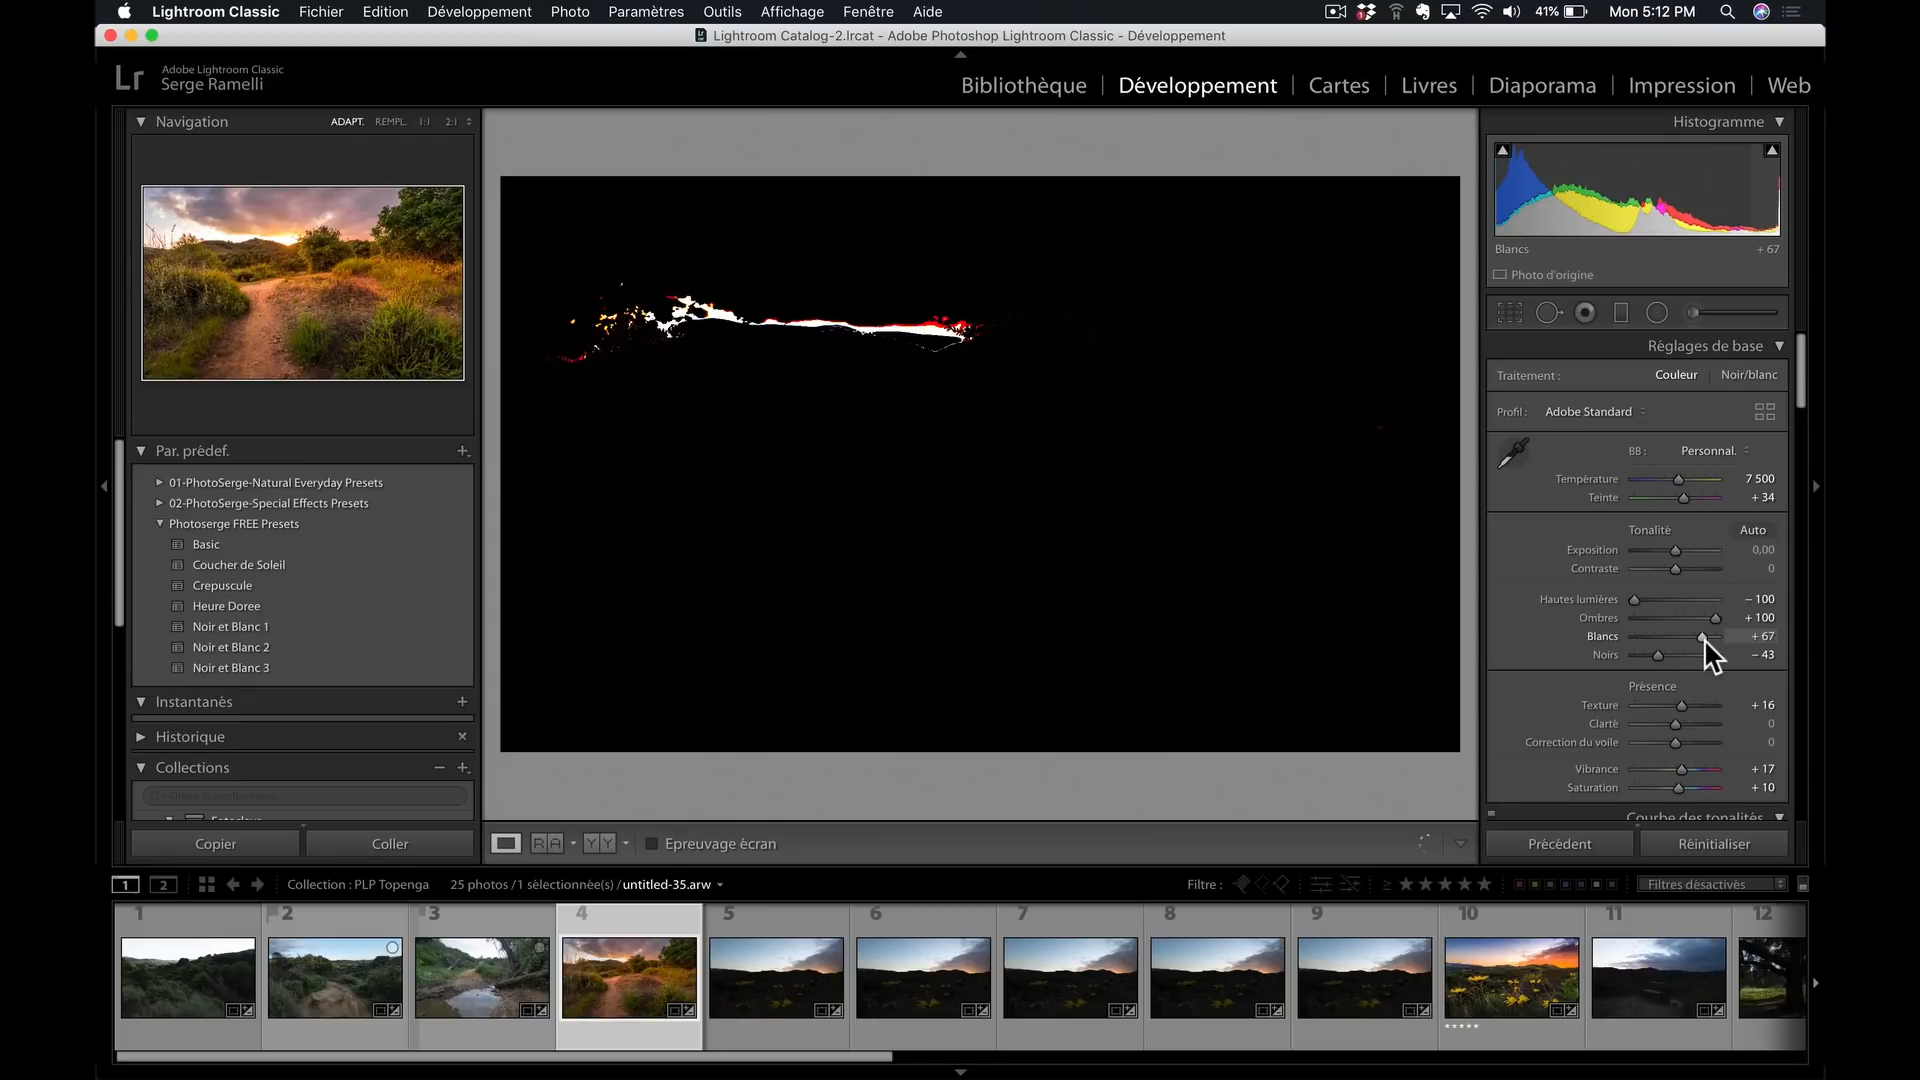 Lightroom Classic Fichier Edition Développement Photo Paramètres Outils Affichage Fenêtre Aide 41% Mon 5:12 PM
Lightroom Catalog-2.lrcat - Adobe Photoshop Lightroom Classic - Développement
Lr Adobe Lightroom Classic
Serge Ramelli
Bibliothèque | Développement | Cartes | Livres | Diaporama | Impression | Web
Navigation ADAPT. REMPL. 1:1 2:1
Histogramme
Blancs + 67
Photo d'origine
Réglages de base
Traitement : Couleur Noir/blanc
Profil : Adobe Standard
BB : Personnal.
Température 7 500
Teinte + 34
Tonalité Auto
Exposition 0,00
Contraste 0
Hautes lumières − 100
Ombres + 100
Blancs + 67
Noirs − 43
Présence
Texture + 16
Clarté 0
Correction du voile 0
Vibrance + 17
Saturation + 10
Courbe des tonalités
Précédent Réinitialiser
Par. prédef.
01-PhotoSerge-Natural Everyday Presets
02-PhotoSerge-Special Effects Presets
Photoserge FREE Presets
Basic
Coucher de Soleil
Crepuscule
Heure Doree
Noir et Blanc 1
Noir et Blanc 2
Noir et Blanc 3
Instantanés
Historique
Collections
Copier Coller
R A Y Y Epreuvage écran
1 2 Collection : PLP Topenga 25 photos /1 sélectionnée(s) /untitled-35.arw Filtre : Filtres désactivés
1 2 3 4 5 6 7 8 9 10 11 12